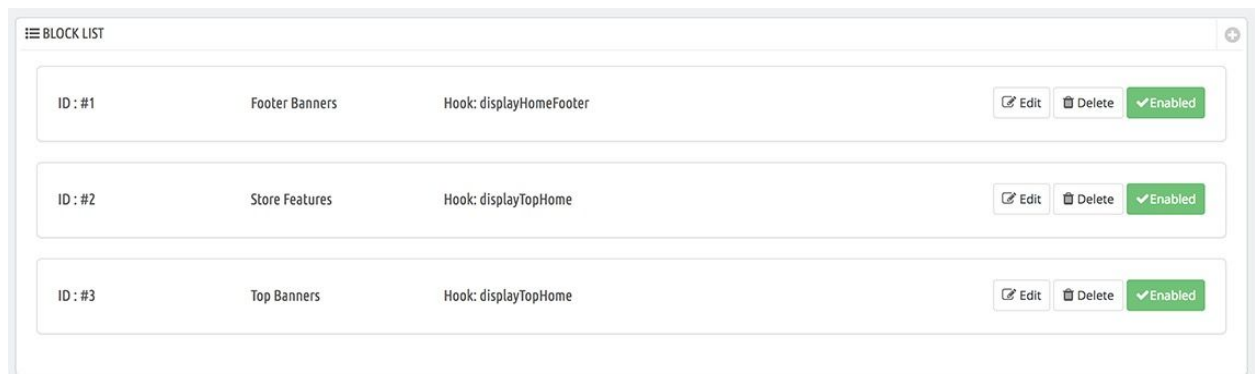 BLOCK LIST
ID : #1 Footer Banners Hook: displayHomeFooter Edit Delete Enabled
ID : #2 Store Features Hook: displayTopHome Edit Delete Enabled
ID : #3 Top Banners Hook: displayTopHome Edit Delete Enabled